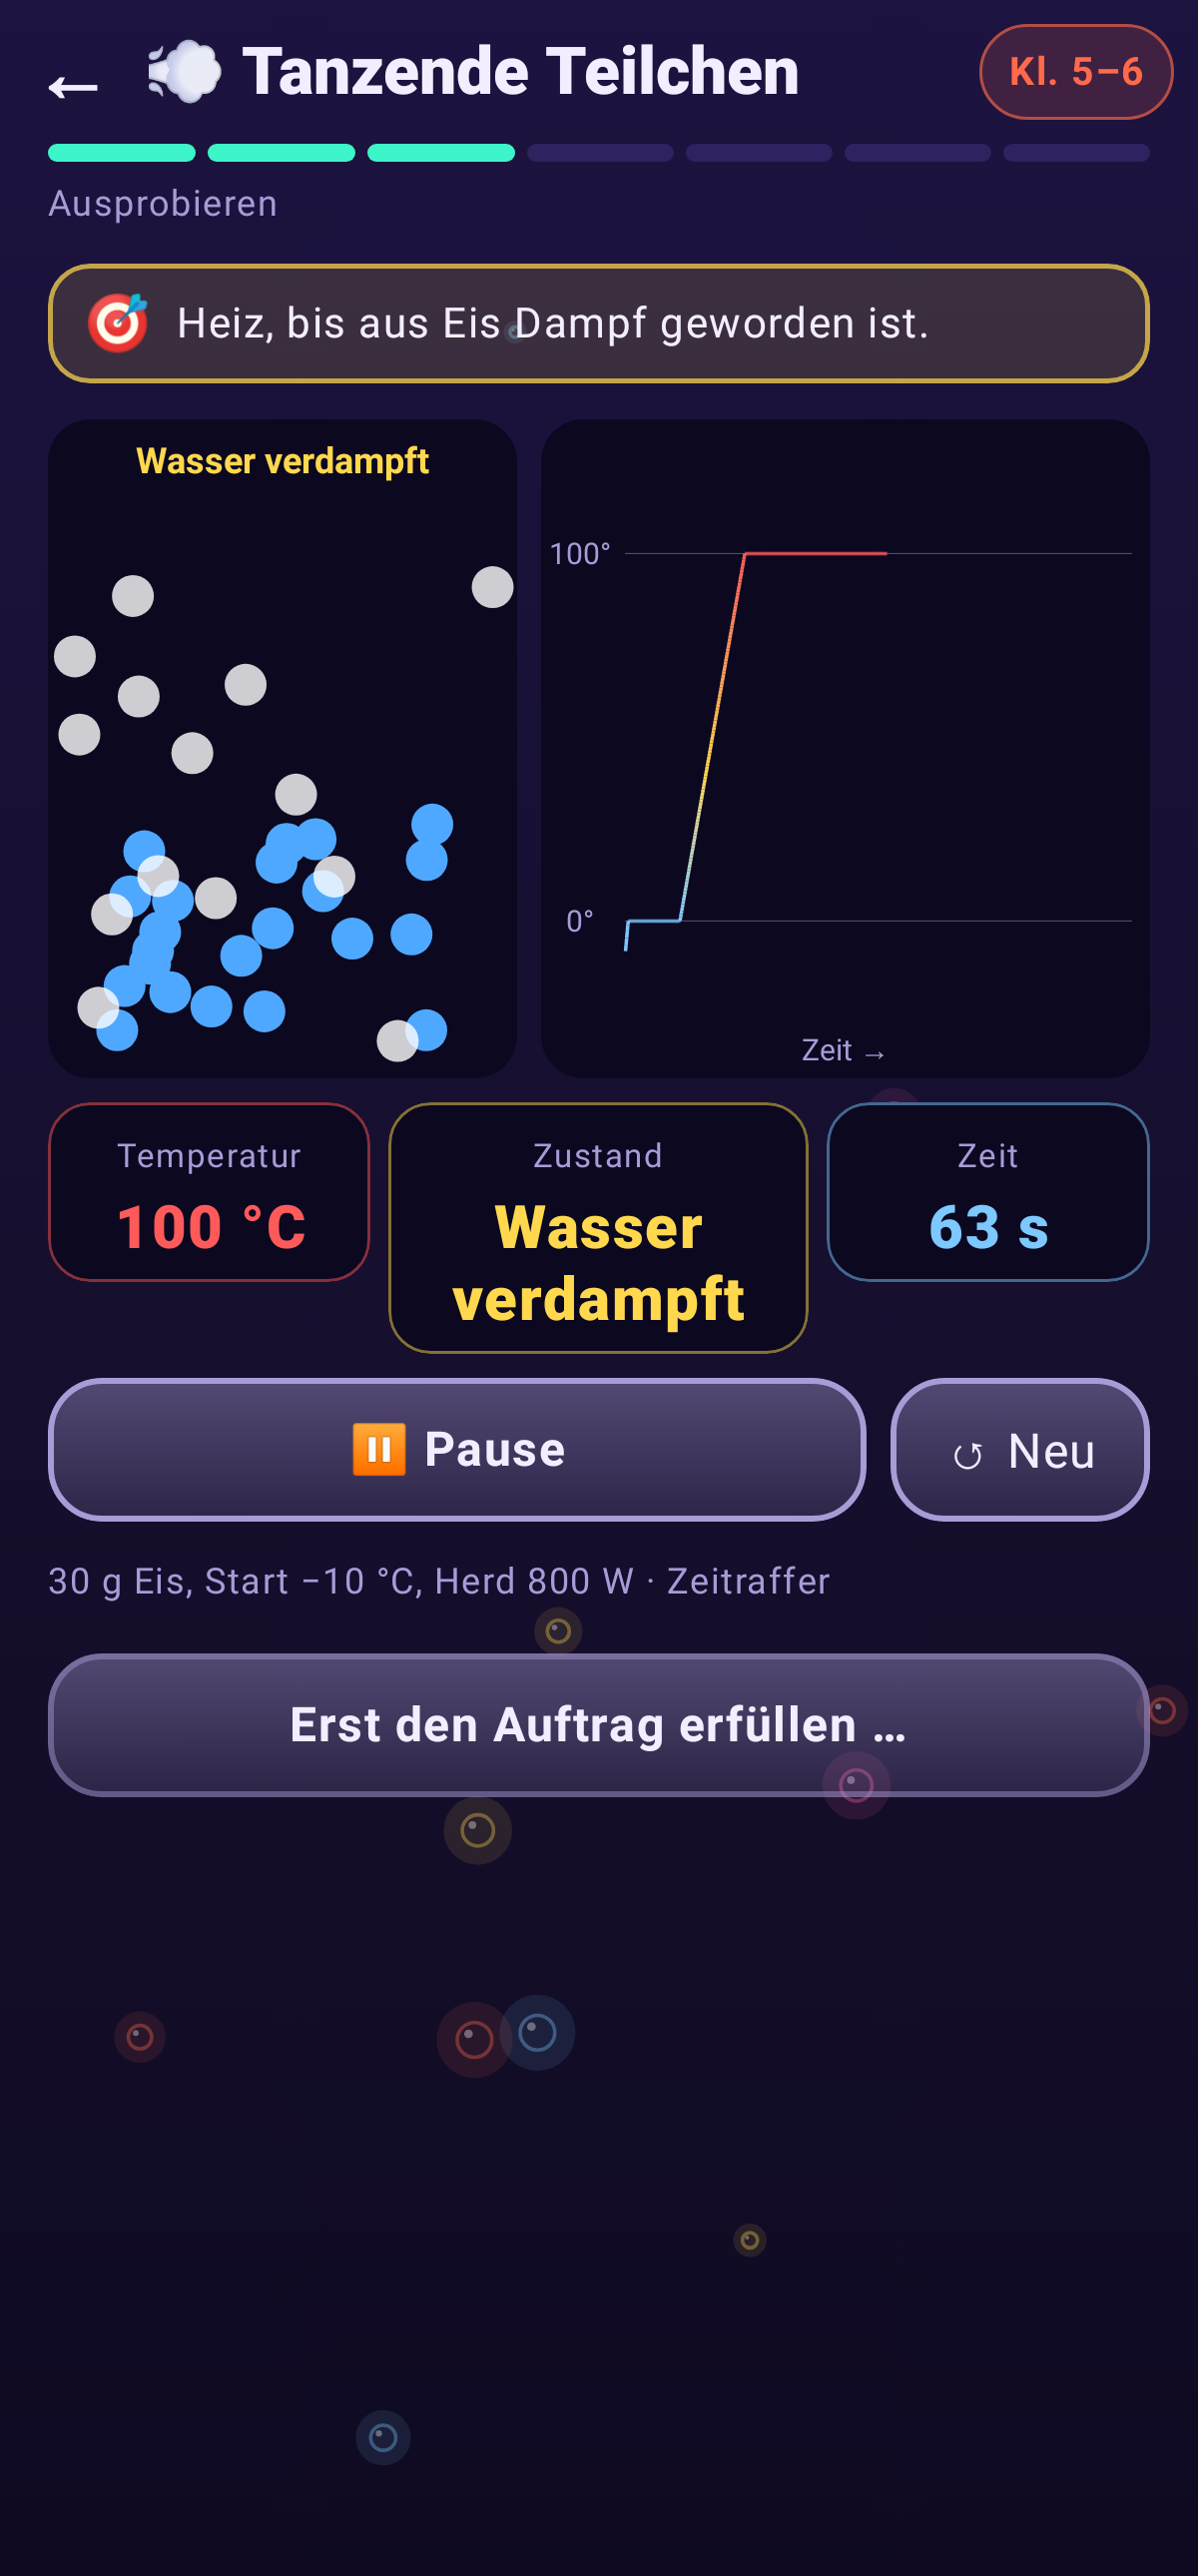 ← 💨 Tanzende Teilchen
Kl. 5–6
Ausprobieren
🎯 Heiz, bis aus Eis Dampf geworden ist.
Wasser verdampft
100°
0°
Zeit →
Temperatur
100 °C
Zustand
Wasser
verdampft
Zeit
63 s
⏸ Pause
↺ Neu
30 g Eis, Start −10 °C, Herd 800 W · Zeitraffer
Erst den Auftrag erfüllen …